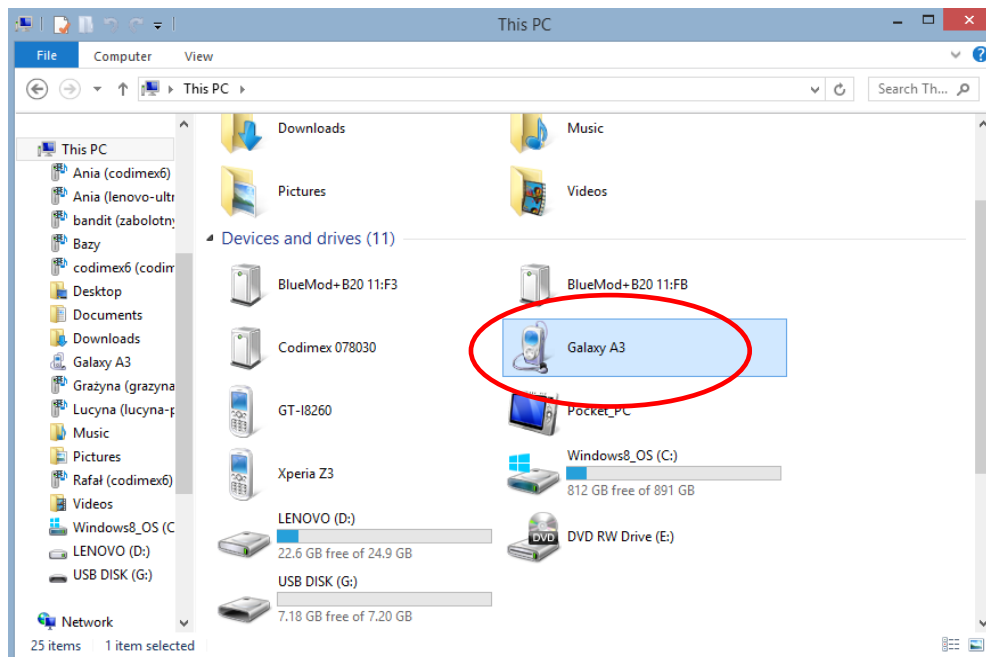 This PC
File Computer View
This PC
Search Th...
This PC
Ania (codimex6)
Ania (lenovo-ultr
bandit (zabolotny
Bazy
codimex6 (codim
Desktop
Documents
Downloads
Galaxy A3
Grażyna (grazyna
Lucyna (lucyna-p
Music
Pictures
Rafał (codimex6)
Videos
Windows8_OS (C
LENOVO (D:)
USB DISK (G:)
Network
Downloads
Music
Pictures
Videos
Devices and drives (11)
BlueMod+B20 11:F3
BlueMod+B20 11:FB
Codimex 078030
Galaxy A3
GT-I8260
Pocket_PC
Xperia Z3
Windows8_OS (C:)
812 GB free of 891 GB
LENOVO (D:)
22.6 GB free of 24.9 GB
DVD RW Drive (E:)
DVD
USB DISK (G:)
7.18 GB free of 7.20 GB
25 items 1 item selected